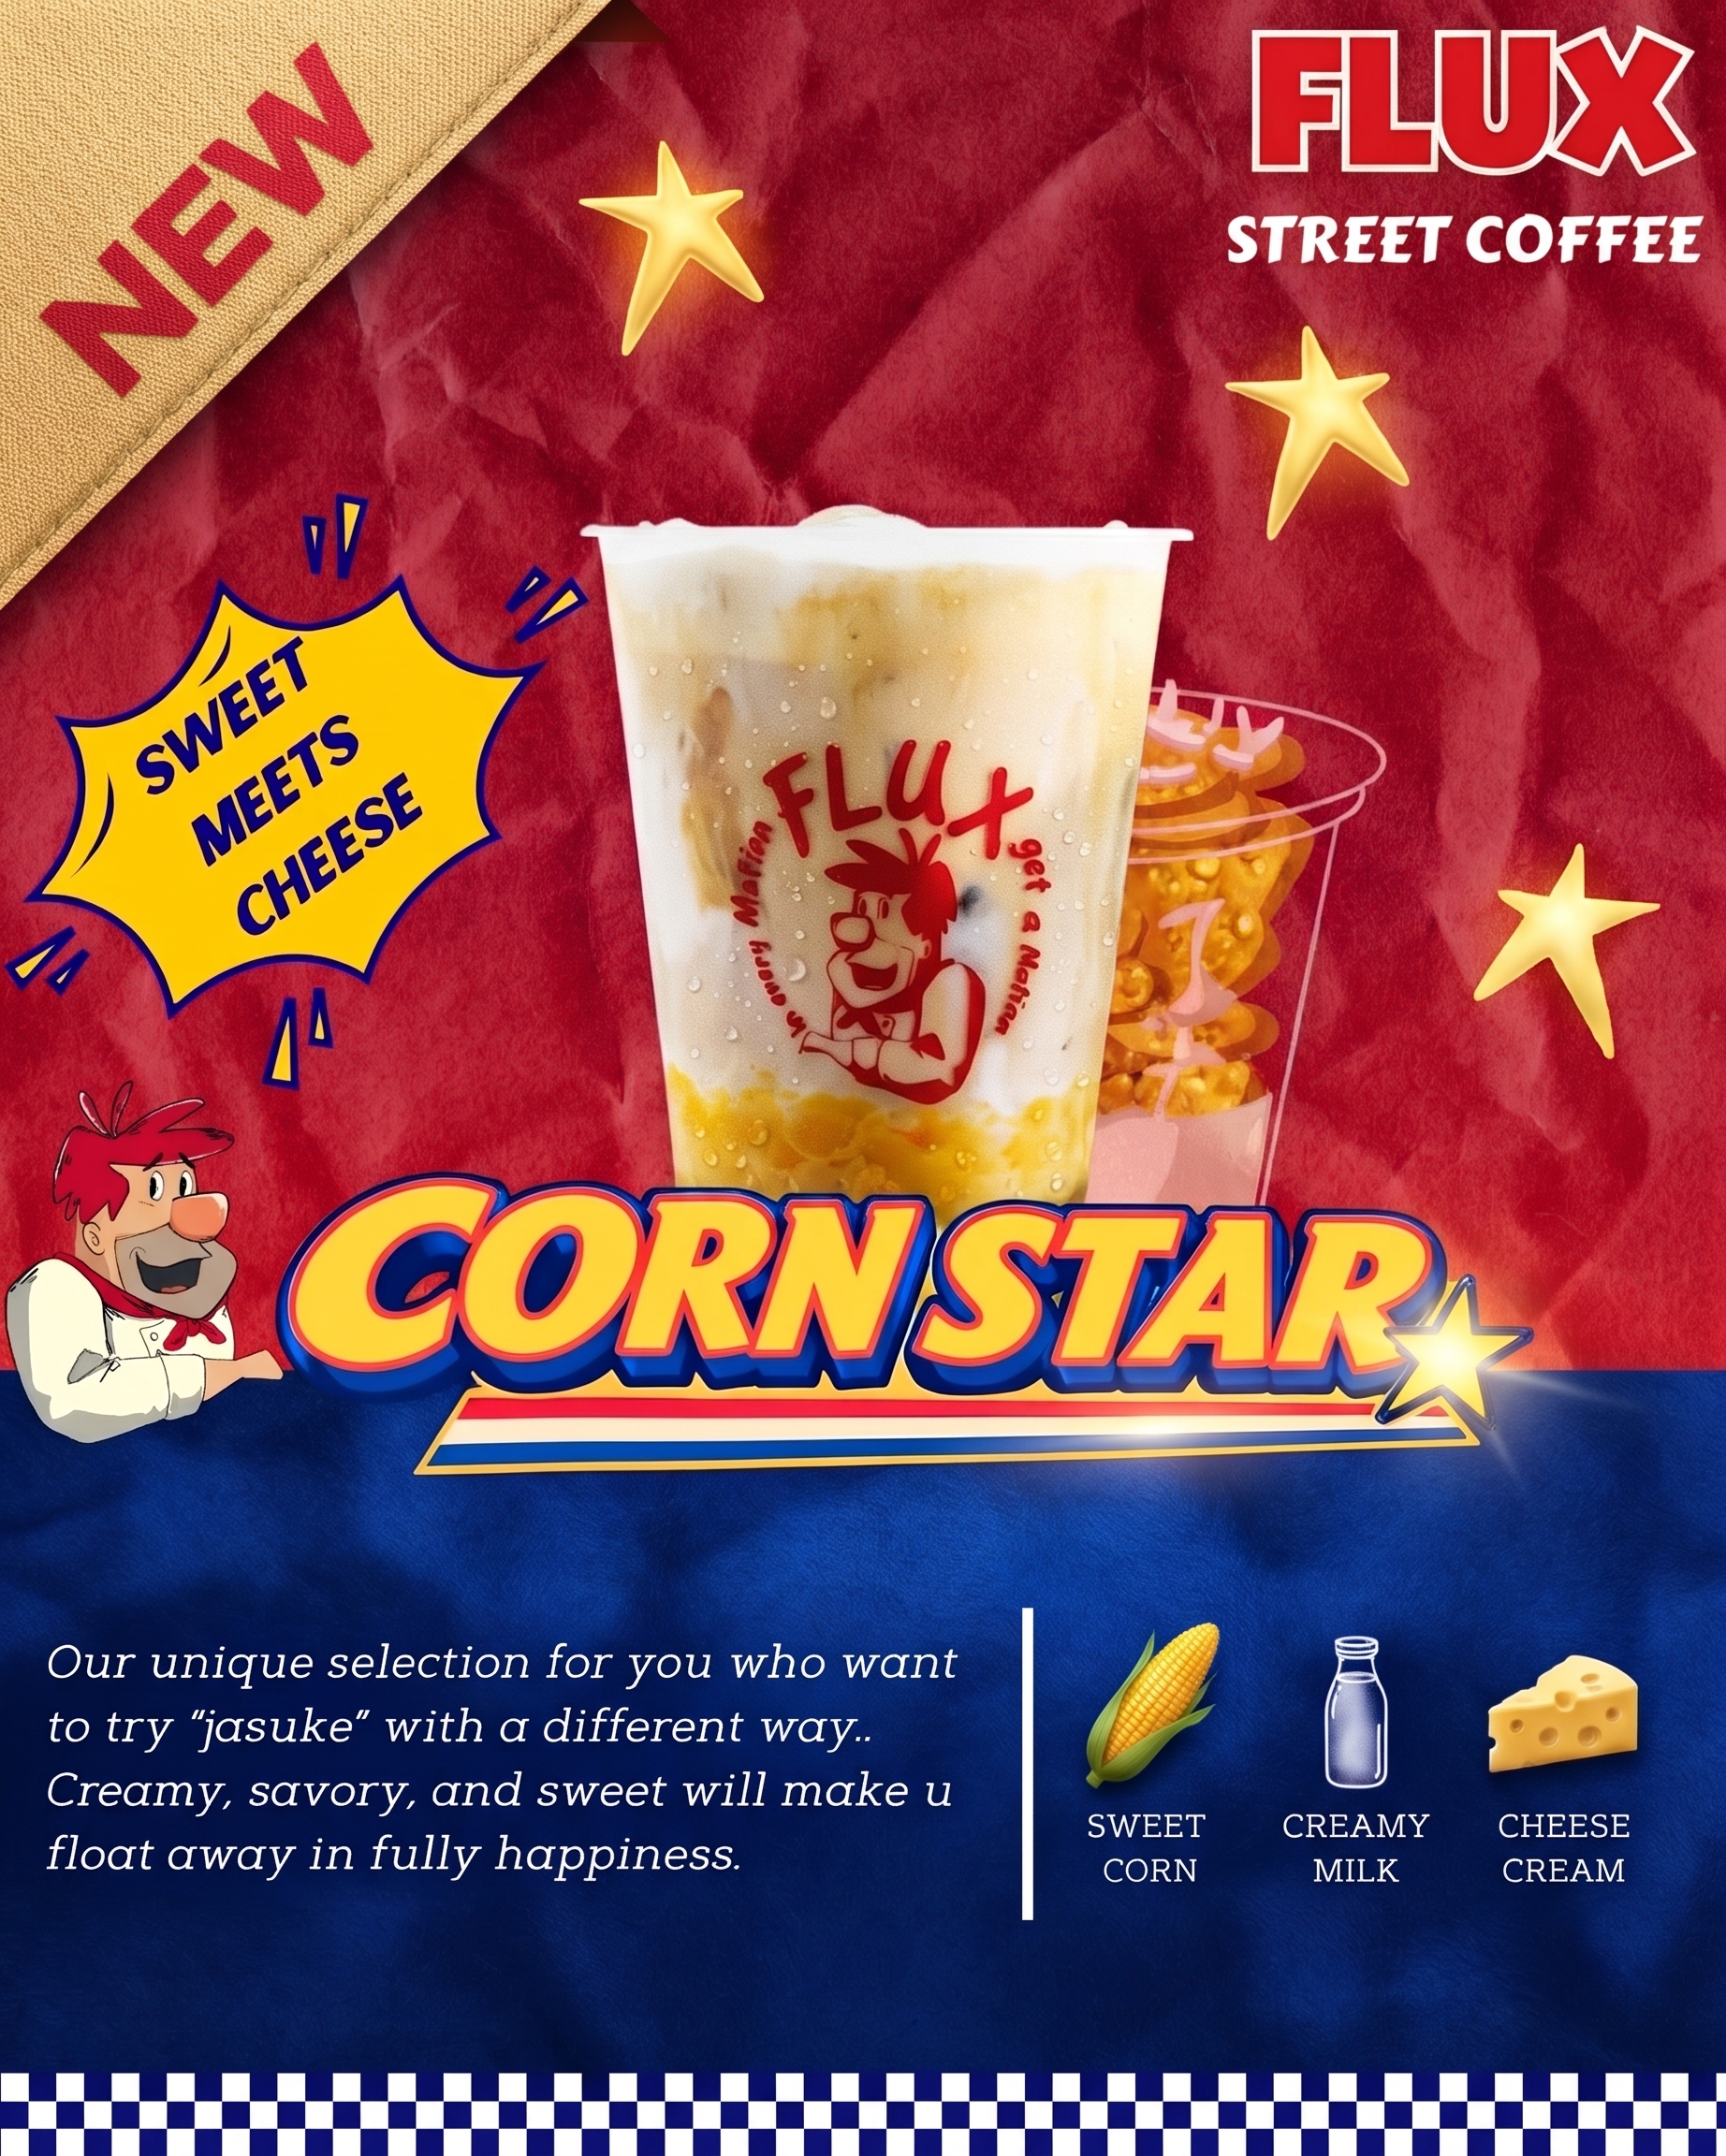 NEW
FLUX
STREET COFFEE
SWEET
MEETS
CHEESE
FLUX
In every Mafion
get a Mafion
CORN STAR
Our unique selection for you who want
to try "jasuke" with a different way..
Creamy, savory, and sweet will make u
float away in fully happiness.
SWEET
CORN
CREAMY
MILK
CHEESE
CREAM